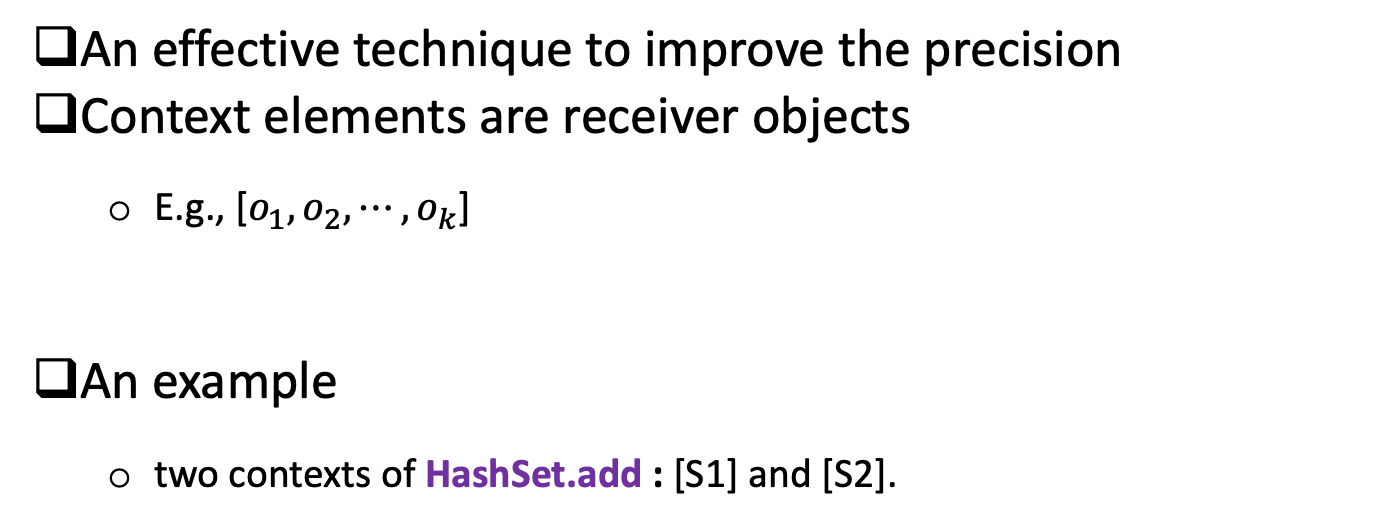 ❑An effective technique to improve the precision
❑Context elements are receiver objects
○ E.g., [𝑜₁, 𝑜₂, ⋯ , 𝑜ₖ]
❑An example
○ two contexts of HashSet.add : [S1] and [S2].